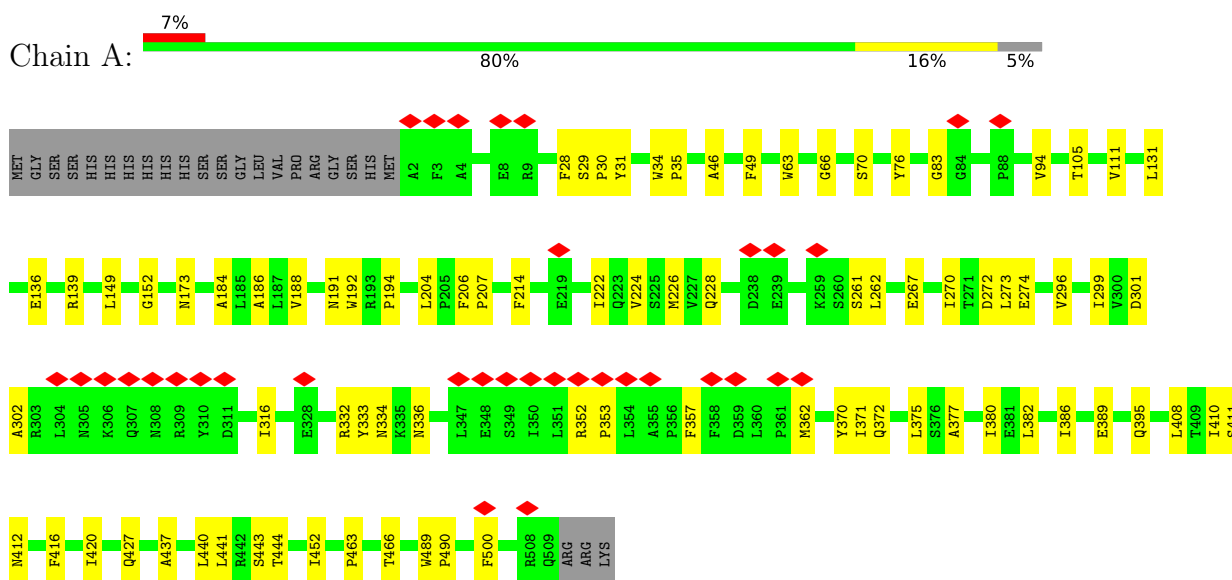 7%
Chain A:
80% 16% 5%
MET GLY SER SER HIS HIS HIS HIS HIS HIS HIS HIS SER SER GLY LEU VAL PRO ARG GLY SER HIS MET A2 F3 A4 E8 R9 F28 S29 P30 Y31 W34 P35 A46 F49 W63 G66 S70 Y76 G83 G84 P88 V94 T105 V111 L131
E136 R139 L149 G152 N173 A184 L185 A186 L187 V188 N191 W192 R193 P194 L204 P205 F206 P207 F214 E219 I222 Q223 V224 S225 M226 V227 Q228 D238 E239 K259 S260 S261 L262 E267 I270 T271 D272 L273 E274 V296 I299 V300 D301
A302 R303 L304 N305 K306 Q307 N308 R309 Y310 D311 I316 E328 R332 Y333 N334 K335 N336 L347 E348 S349 I350 L351 R352 P353 L354 A355 P356 F357 F358 D359 L360 P361 M362 Y370 I371 Q372 L375 S376 A377 I380 E381 L382 I386 E389 Q395 L408 T409 I410 S411
N412 F416 I420 Q427 A437 L440 L441 R442 S443 T444 I452 P463 T466 W489 P490 F500 R508 Q509 ARG ARG LYS